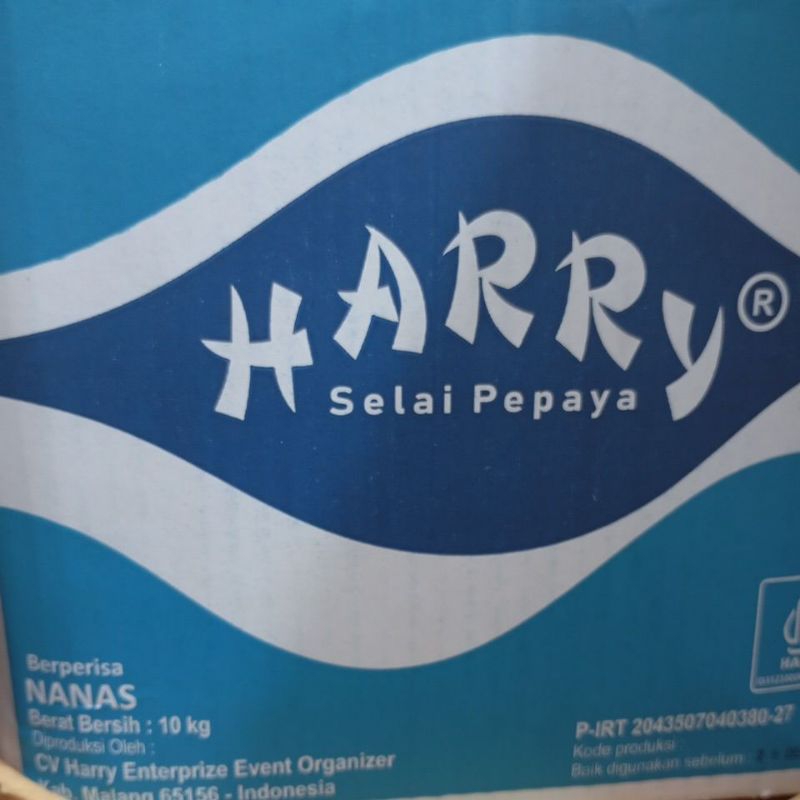 HARRY®
Selai Pepaya
Berperisa
NANAS
Berat Bersih : 10 kg
Diproduksi Oleh :
CV Harry Enterprize Event Organizer
Kab. Malang 65156 - Indonesia
P-IRT 2043507040380-27
Kode produksi :
Baik digunakan sebelum :